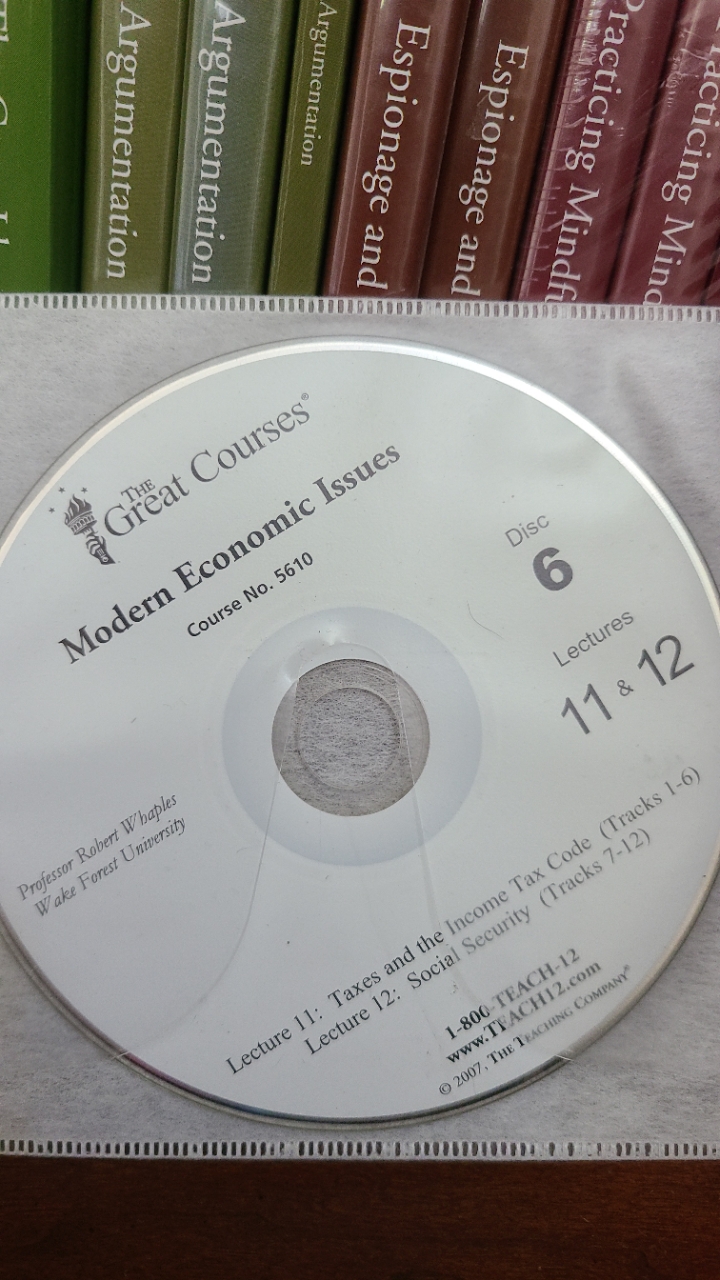 Argumentation
Argumentation
Argumentation
Espionage and
Espionage and
Practicing
racticing
THE
Great Courses®
Modern Economic Issues
Course No. 5610
Disc
6
Lectures
11 & 12
Professor Robert Whaples
Wake Forest University
Lecture 11: Taxes and the Income Tax Code (Tracks 1-6)
Lecture 12: Social Security (Tracks 7-12)
1-800-TEACH-12
www.TEACH12.com
© 2007, THE TEACHING COMPANY®